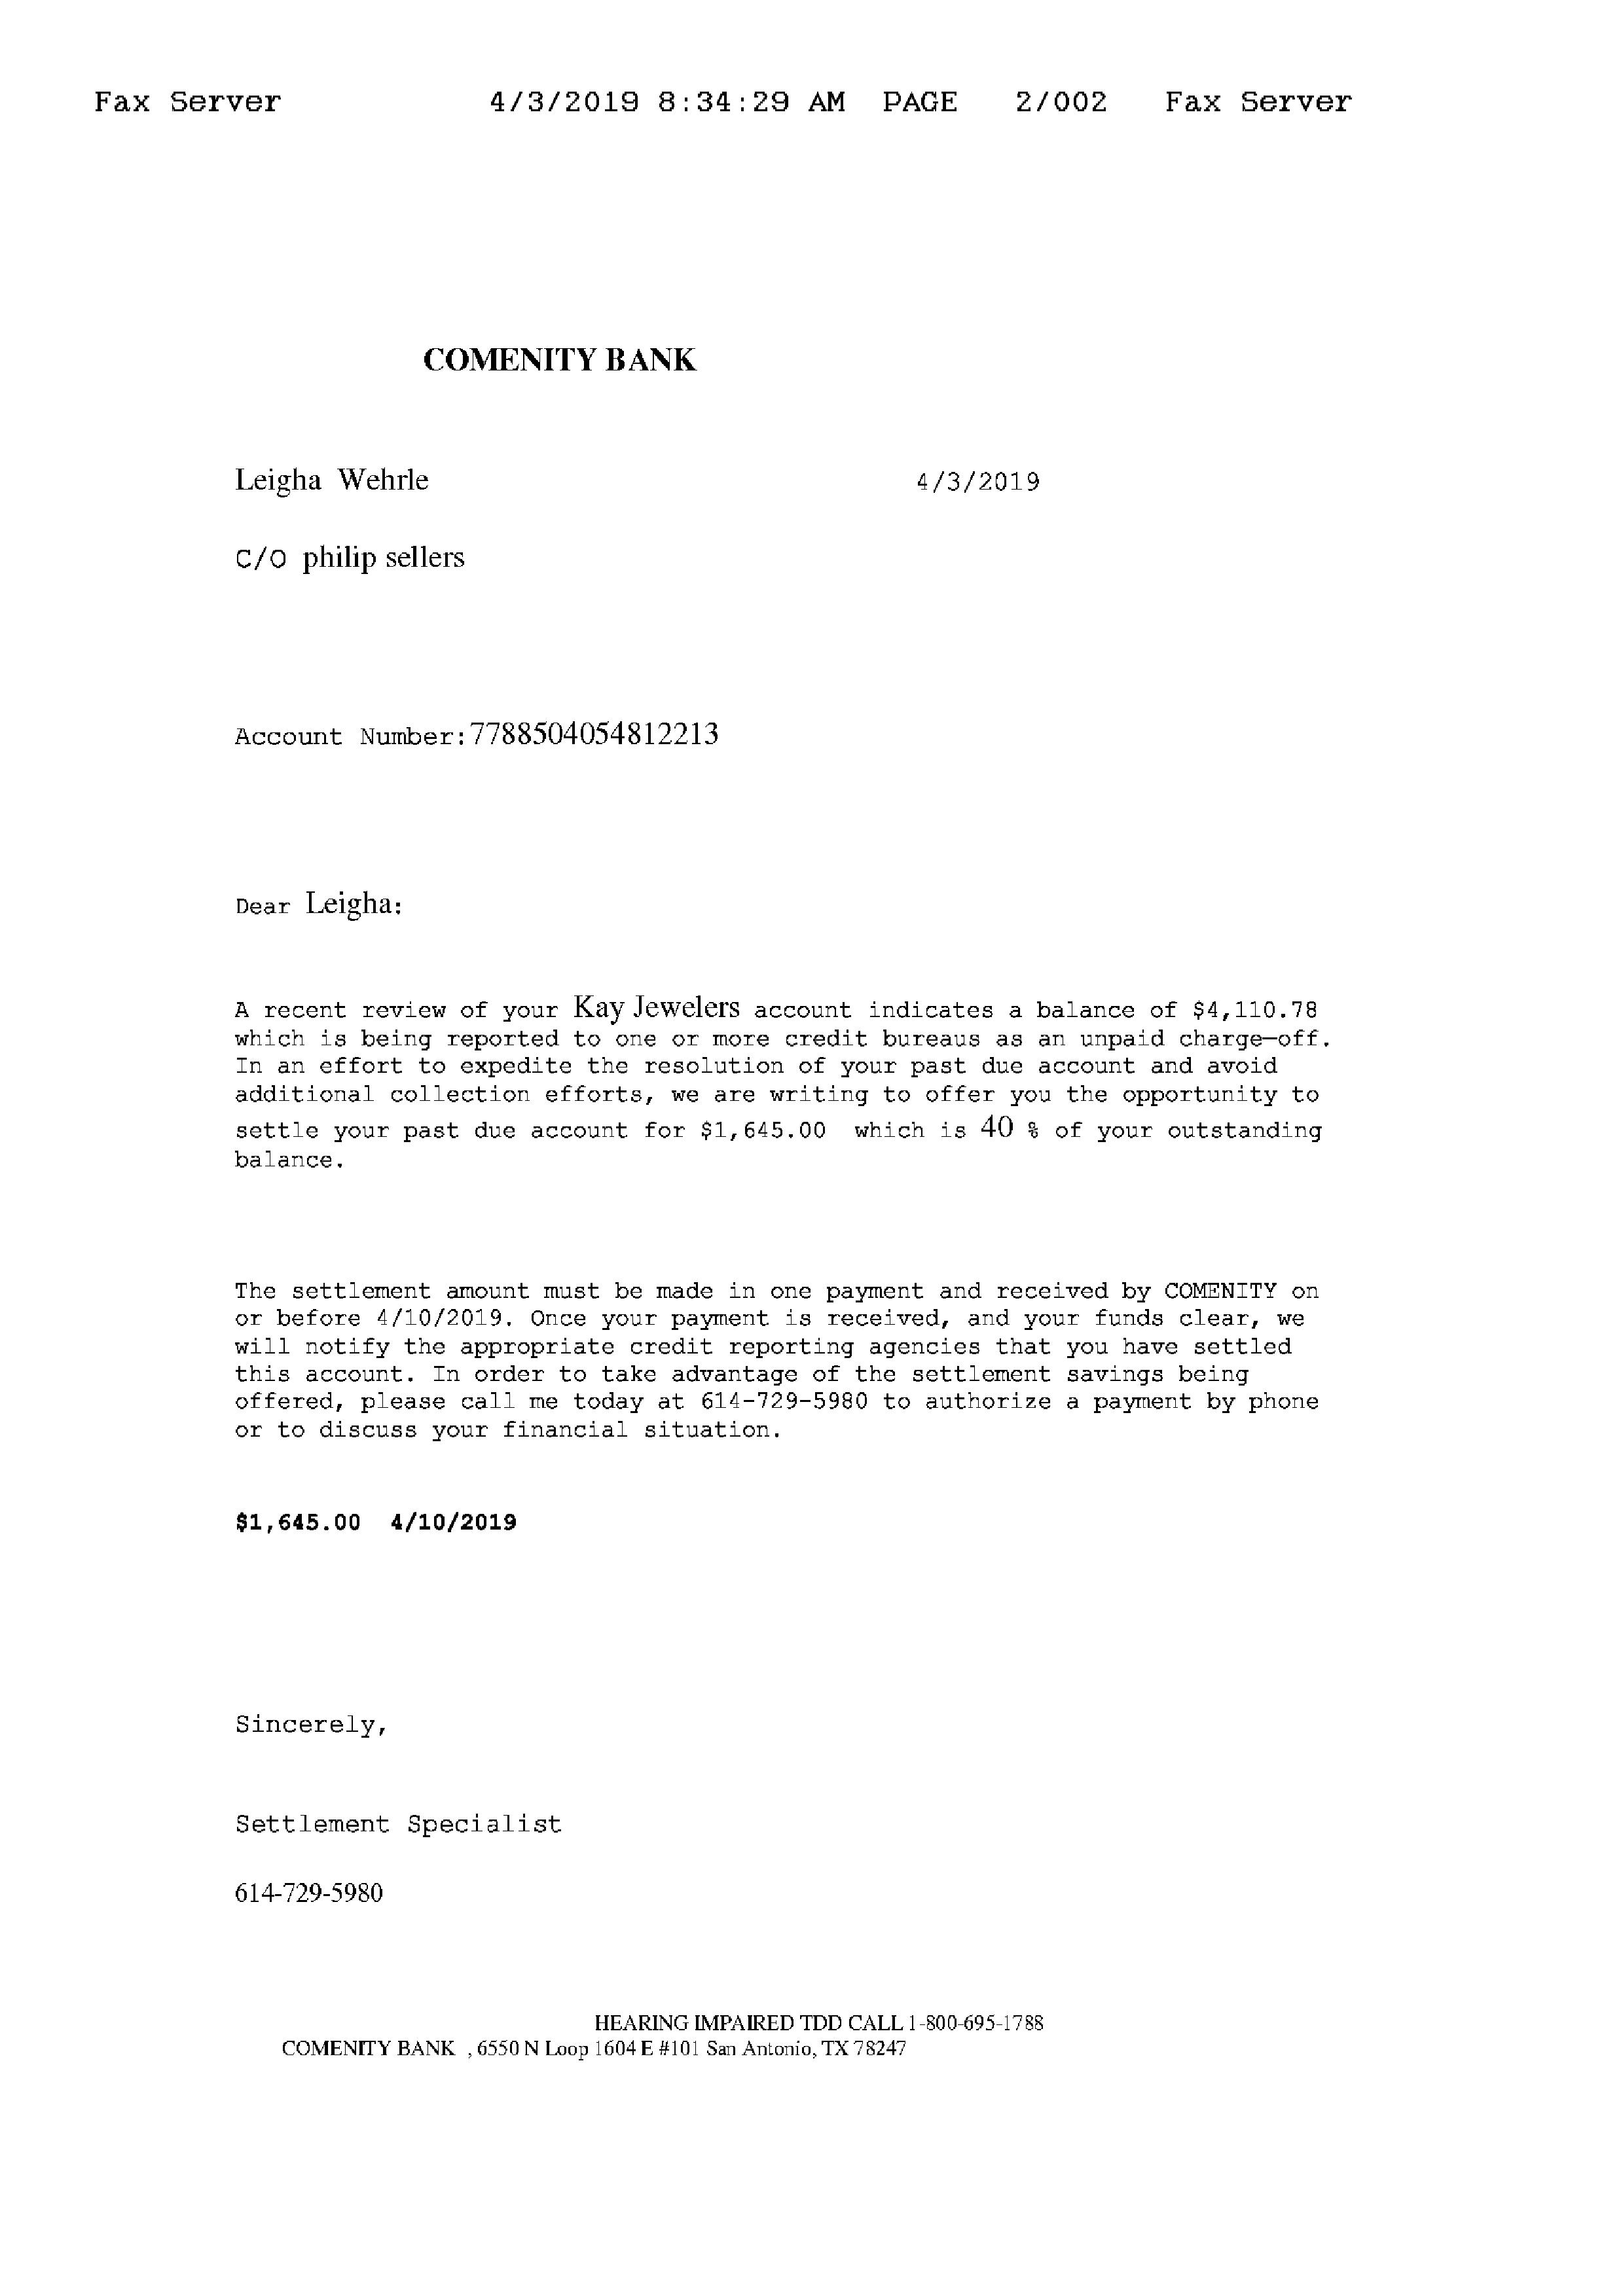 Fax Server 4/3/2019 8:34:29 AM PAGE 2/002 Fax Server
COMENITY BANK
Leigha Wehrle 4/3/2019
C/O philip sellers
Account Number:7788504054812213
Dear Leigha:
A recent review of your Kay Jewelers account indicates a balance of $4,110.78
which is being reported to one or more credit bureaus as an unpaid charge—off.
In an effort to expedite the resolution of your past due account and avoid
additional collection efforts, we are writing to offer you the opportunity to
settle your past due account for $1,645.00 which is 40 % of your outstanding
balance.
The settlement amount must be made in one payment and received by COMENITY on
or before 4/10/2019. Once your payment is received, and your funds clear, we
will notify the appropriate credit reporting agencies that you have settled
this account. In order to take advantage of the settlement savings being
offered, please call me today at 614-729-5980 to authorize a payment by phone
or to discuss your financial situation.
$1,645.00 4/10/2019
Sincerely,
Settlement Specialist
614-729-5980
HEARING IMPAIRED TDD CALL 1-800-695-1788
COMENITY BANK , 6550 N Loop 1604 E #101 San Antonio, TX 78247